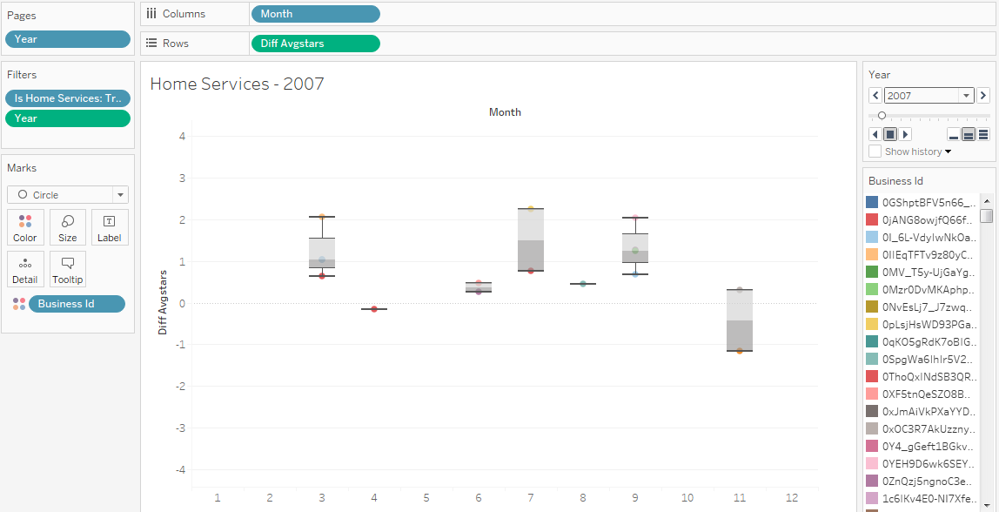 Pages
Year
Columns
Month
Rows
Diff Avgstars
Filters
Is Home Services: Tr..
Year
Marks
Circle
Color
Size
Label
Detail
Tooltip
Business Id
Home Services - 2007
Month
Diff Avgstars
4
3
2
1
0
-1
-2
-3
-4
1 2 3 4 5 6 7 8 9 10 11 12
Year
2007
Show history
Business Id
0GShptBFV5n66_..
0jANG8owjfQ66f..
0I_6L-VdyIwNkOa..
0IIEqTFTv9z80yC..
0MV_T5y-UjGaYg..
0Mzr0DvMKAphp..
0NvEsLj7_J7zwq..
0pLsjHsWD93PGa..
0qKO5gRdK7oBIG..
0SpgWa6IhIr5V2..
0ThoQxINdSB3QR..
0XF5tnQeSZO8B..
0xJmAiVkPXaYYD..
0xOC3R7AkUzzny..
0Y4_gGeft1BGkv..
0YEH9D6wk6SEY..
0ZnQzj5ngnoC3e..
1c6IKv4E0-NI7Xfe..